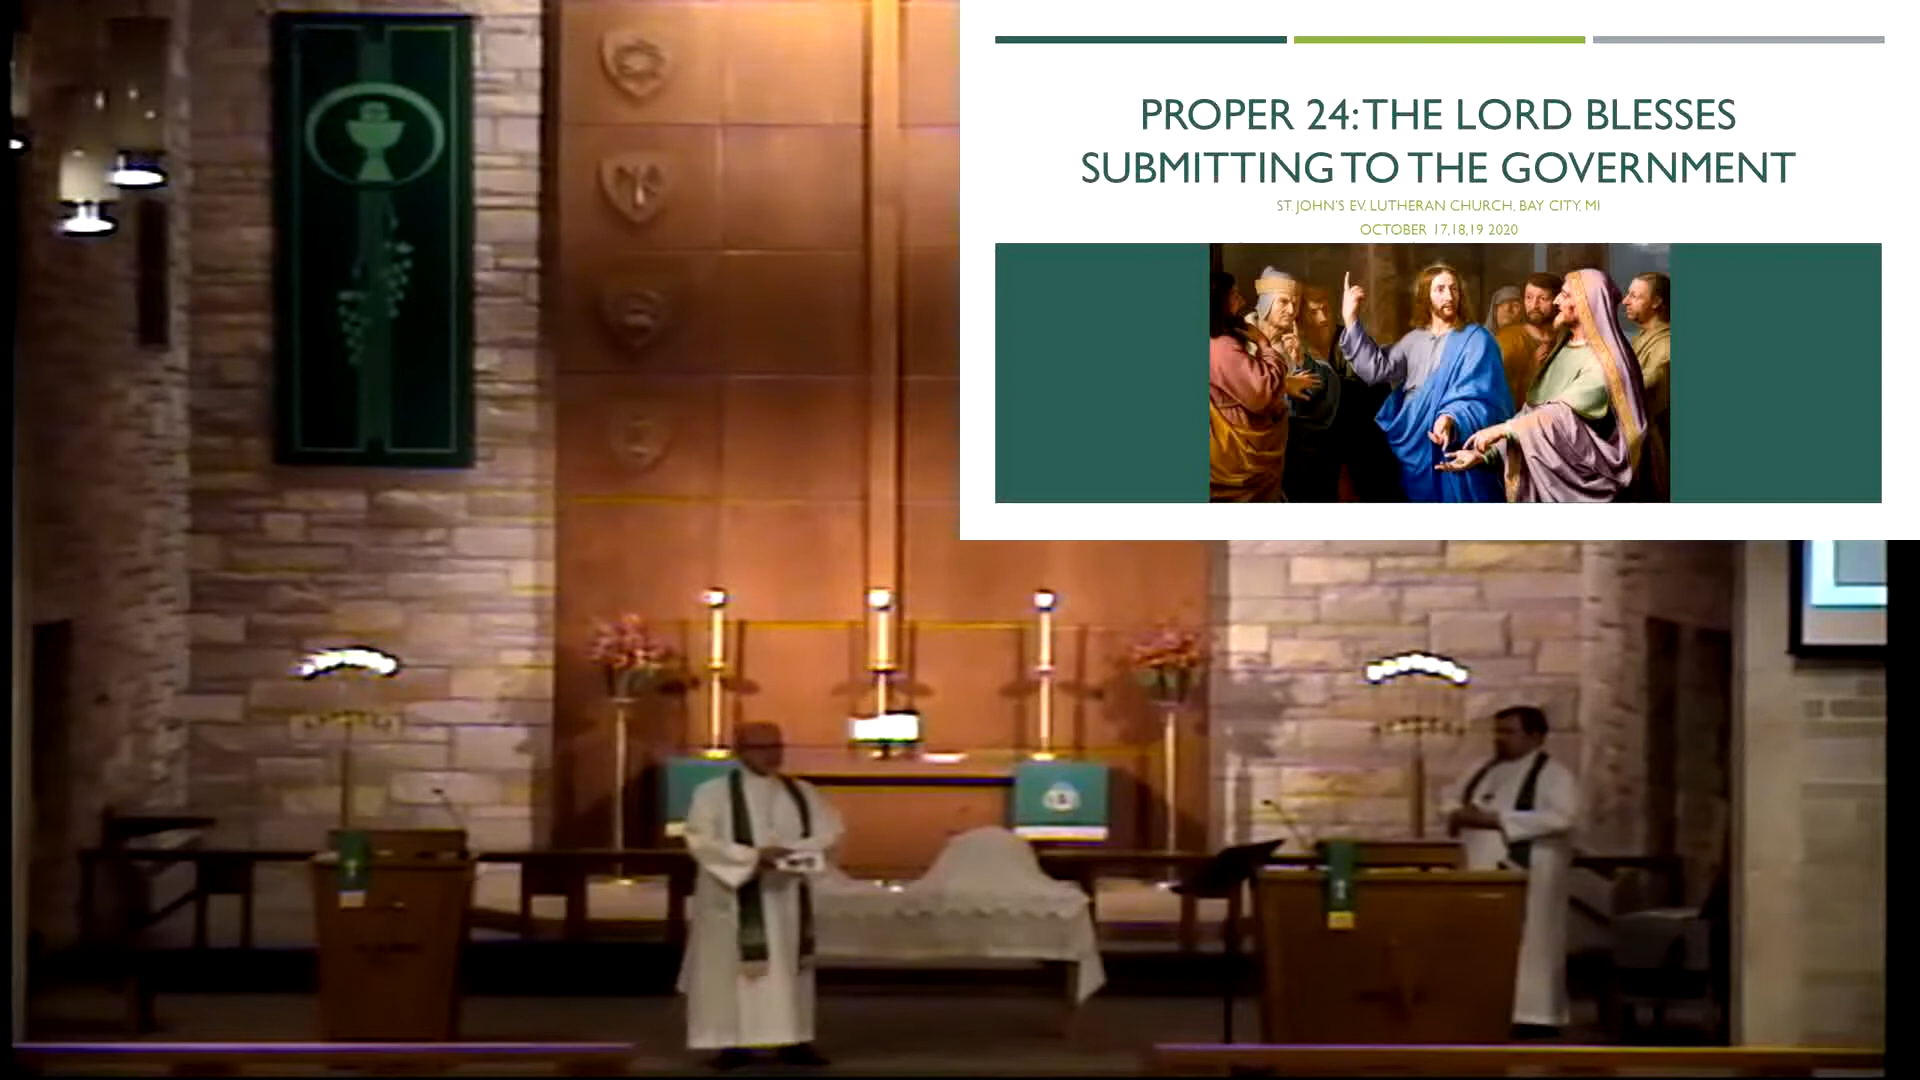 PROPER 24: THE LORD BLESSES
SUBMITTING TO THE GOVERNMENT
ST. JOHN'S EV. LUTHERAN CHURCH, BAY CITY, MI
OCTOBER 17,18,19 2020